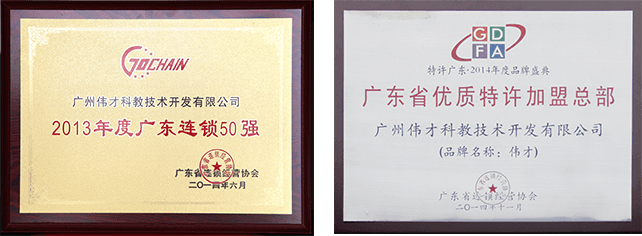 GOCHAIN
广州伟才科教技术开发有限公司
2013年度广东连锁50强
广东省连锁经营协会
二〇一四年六月
GD
FA
特许广东·2014年度品牌盛典
广东省优质特许加盟总部
广州伟才科教技术开发有限公司
(品牌名称：伟才)
广东省连锁经营协会
二〇一四年十一月